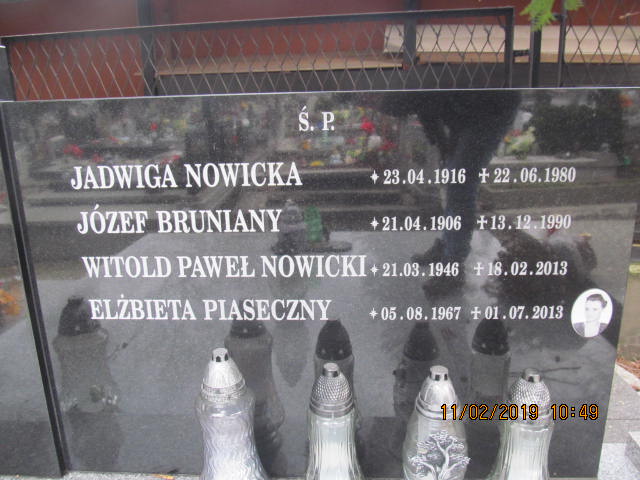 Ś. P.
JADWIGA NOWICKA ✶ 23.04.1916 ✝ 22.06.1980
JÓZEF BRUNIANY ✶ 21.04.1906 ✝ 13.12.1990
WITOLD PAWEŁ NOWICKI ✶ 21.03.1946 ✝ 18.02.2013
ELŻBIETA PIASECZNY ✶ 05.08.1967 ✝ 01.07.2013
11/02/2019 10:49